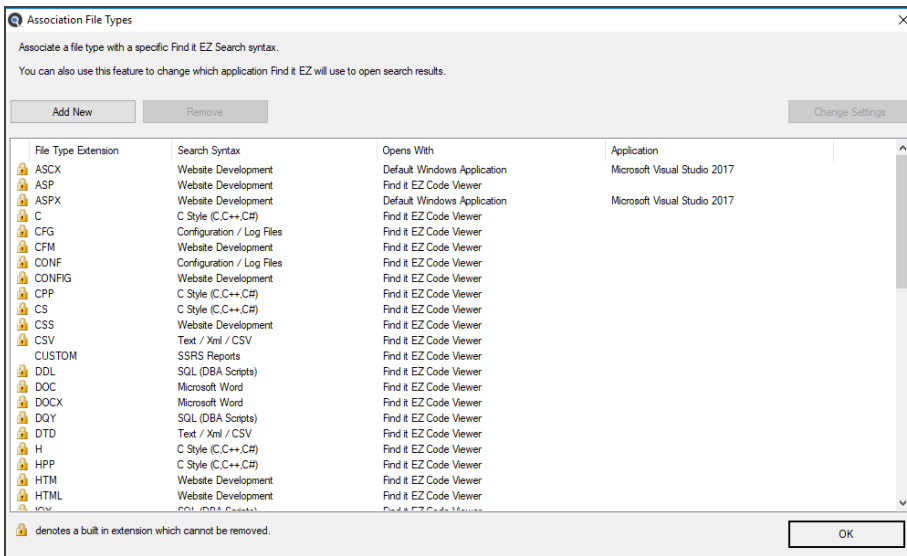 Association File Types
Associate a file type with a specific Find it EZ Search syntax.
You can also use this feature to change which application Find it EZ will use to open search results.
Add New Remove Change Settings
File Type Extension Search Syntax Opens With Application
ASCX Website Development Default Windows Application Microsoft Visual Studio 2017
ASP Website Development Find it EZ Code Viewer
ASPX Website Development Default Windows Application Microsoft Visual Studio 2017
C C Style (C,C++,C#) Find it EZ Code Viewer
CFG Configuration / Log Files Find it EZ Code Viewer
CFM Website Development Find it EZ Code Viewer
CONF Configuration / Log Files Find it EZ Code Viewer
CONFIG Website Development Find it EZ Code Viewer
CPP C Style (C,C++,C#) Find it EZ Code Viewer
CS C Style (C,C++,C#) Find it EZ Code Viewer
CSS Website Development Find it EZ Code Viewer
CSV Text / Xml / CSV Find it EZ Code Viewer
CUSTOM SSRS Reports Find it EZ Code Viewer
DDL SQL (DBA Scripts) Find it EZ Code Viewer
DOC Microsoft Word Find it EZ Code Viewer
DOCX Microsoft Word Find it EZ Code Viewer
DQY SQL (DBA Scripts) Find it EZ Code Viewer
DTD Text / Xml / CSV Find it EZ Code Viewer
H C Style (C,C++,C#) Find it EZ Code Viewer
HPP C Style (C,C++,C#) Find it EZ Code Viewer
HTM Website Development Find it EZ Code Viewer
HTML Website Development Find it EZ Code Viewer
denotes a built in extension which cannot be removed.
OK